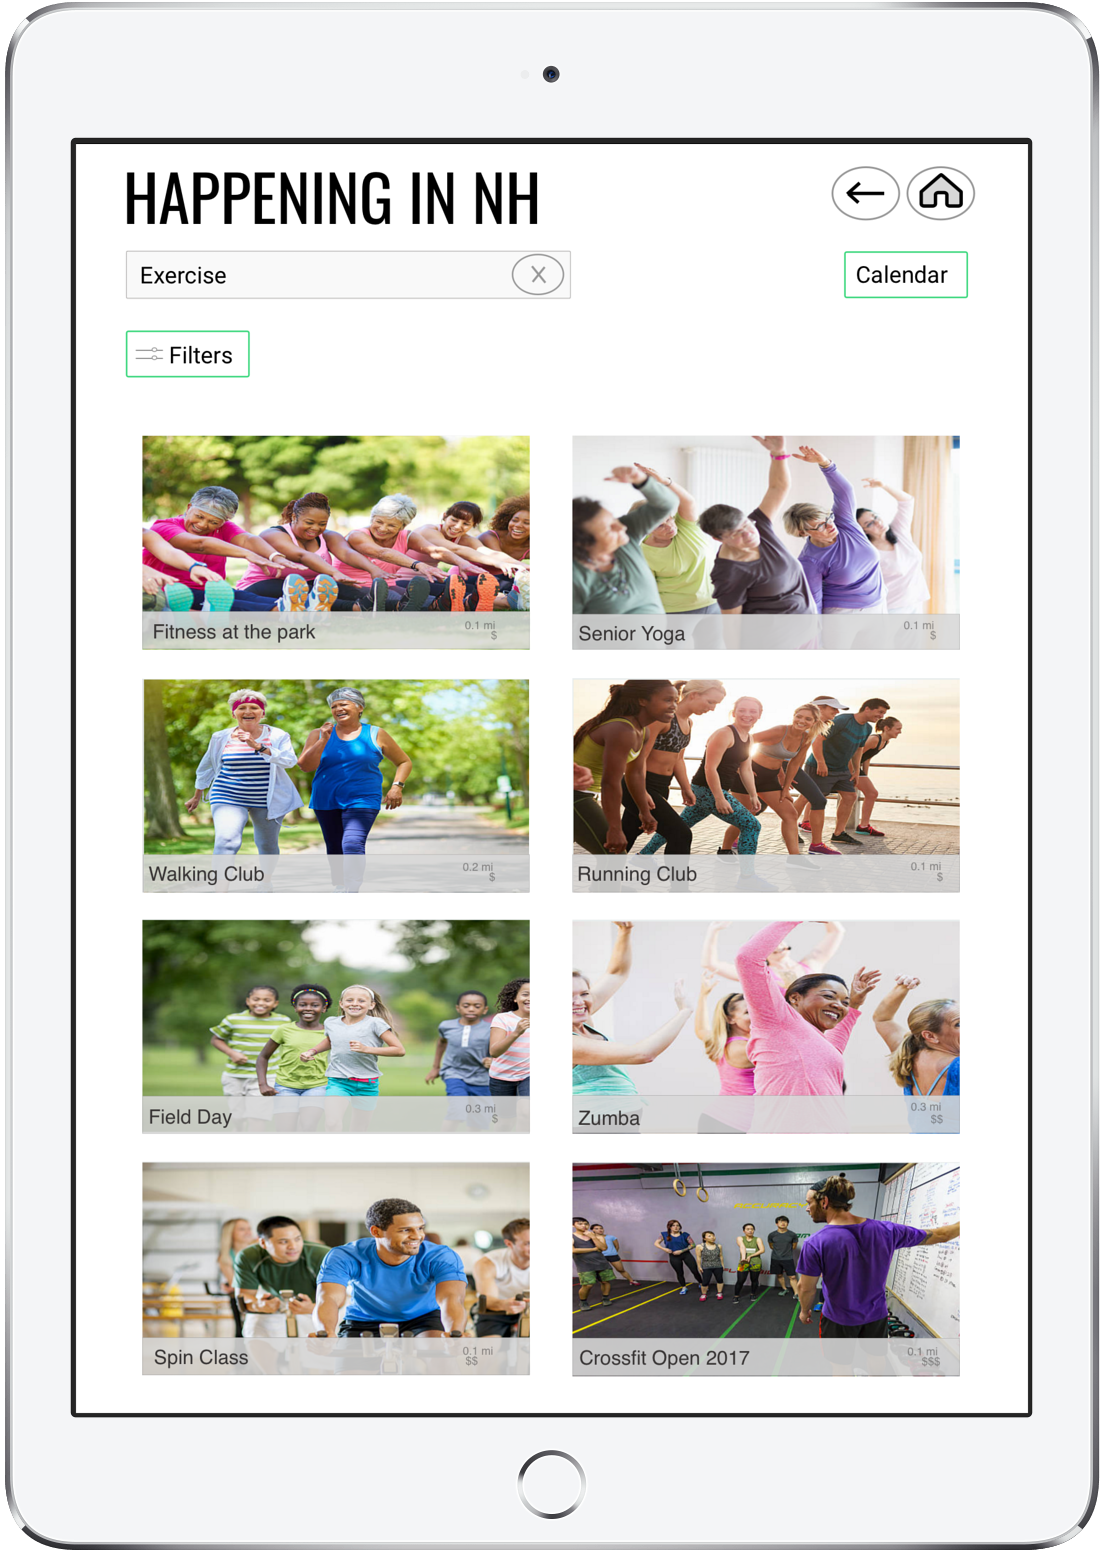 HAPPENING IN NH
Exercise X
Calendar
Filters
Fitness at the park 0.1 mi
$
Senior Yoga 0.1 mi
$
Walking Club 0.2 mi
$
Running Club 0.1 mi
$
Field Day 0.3 mi
$
Zumba 0.3 mi
$$
Spin Class 0.1 mi
$$
Crossfit Open 2017 0.1 mi
$$$